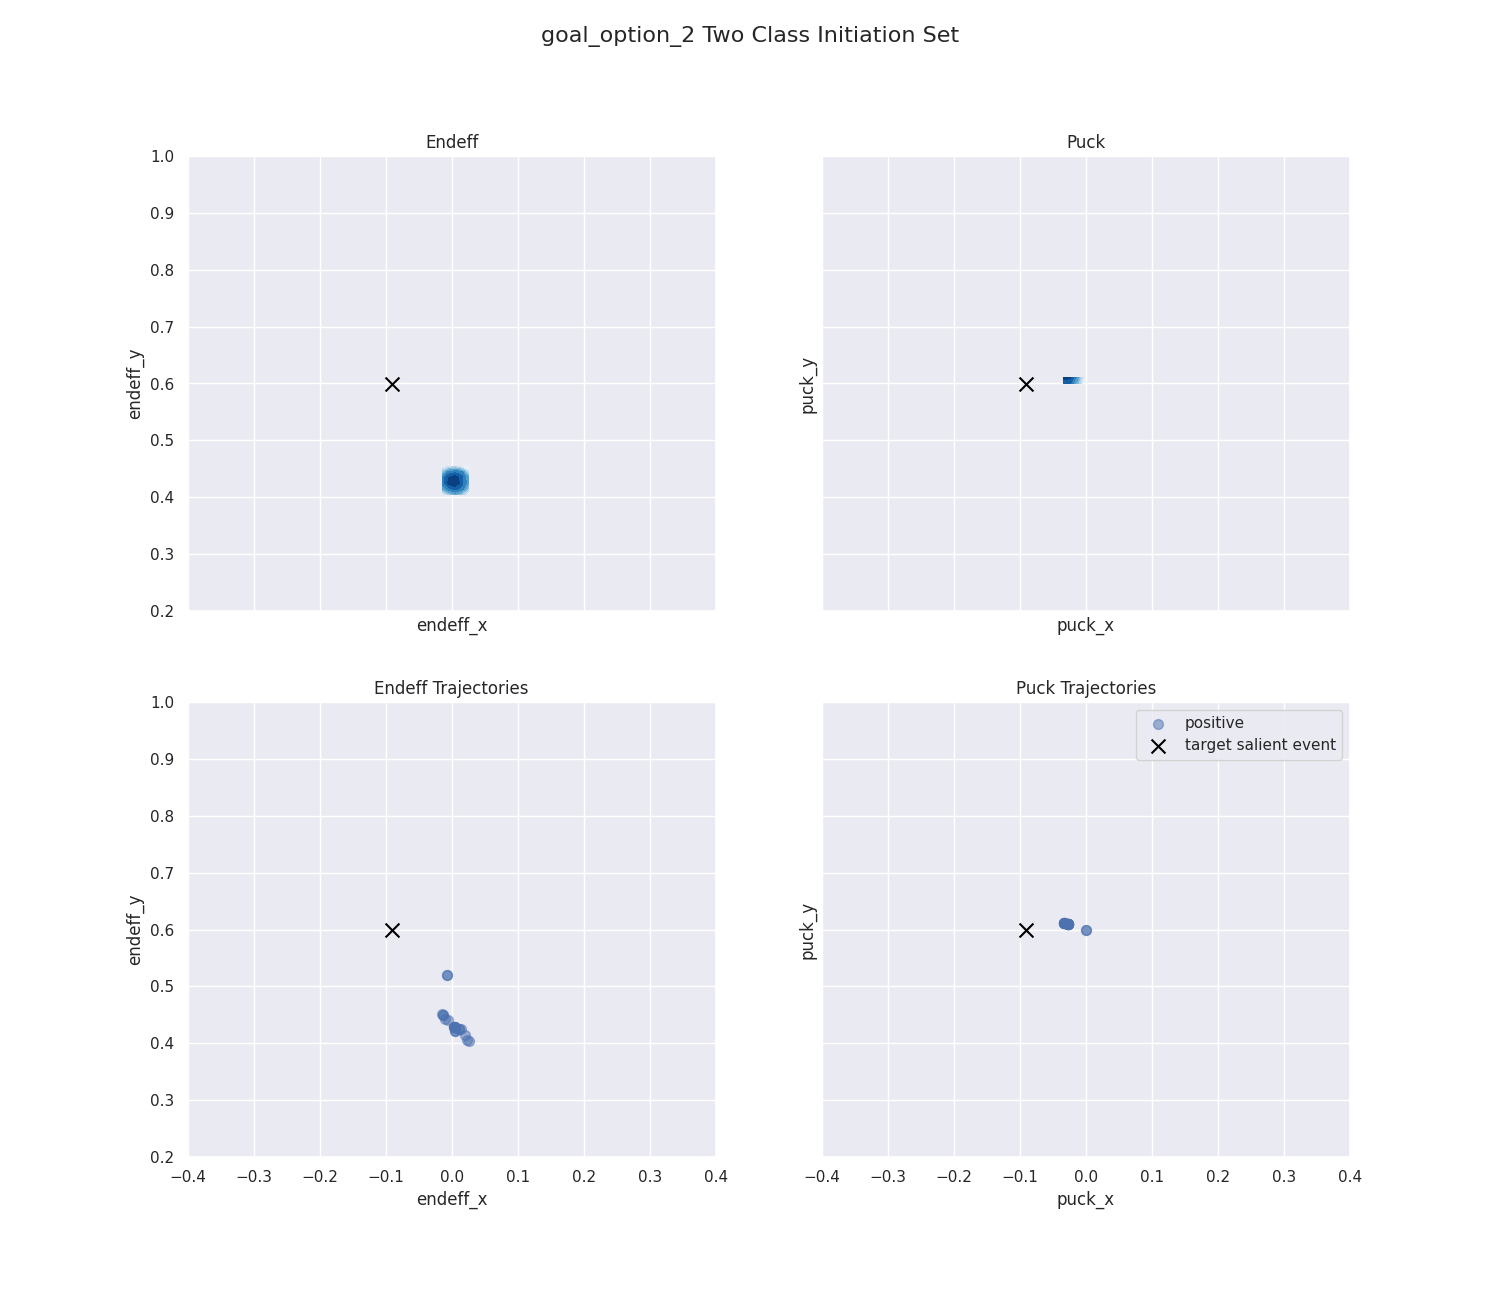 goal_option_2 Two Class Initiation Set
Endeff
Puck
1.0
0.9
0.8
0.7
0.6
0.5
0.4
0.3
0.2
endeff_y
endeff_x
puck_y
puck_x
Endeff Trajectories
Puck Trajectories
1.0
0.9
0.8
0.7
0.6
0.5
0.4
0.3
0.2
endeff_y
−0.4 −0.3 −0.2 −0.1 0.0 0.1 0.2 0.3 0.4
endeff_x
positive
target salient event
puck_y
−0.4 −0.3 −0.2 −0.1 0.0 0.1 0.2 0.3 0.4
puck_x